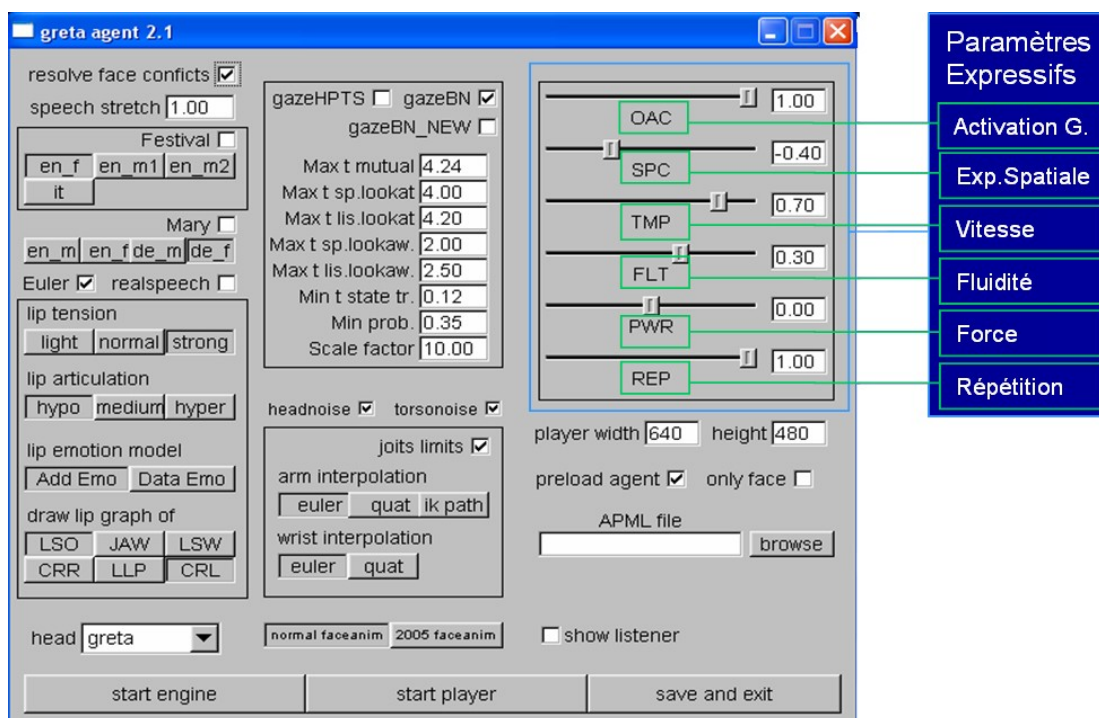 greta agent 2.1
resolve face conficts
speech stretch 1.00
Festival
en_f en_m1 en_m2
it
Mary
en_m en_f de_m de_f
Euler realspeech
lip tension
light normal strong
lip articulation
hypo medium hyper
lip emotion model
Add Emo Data Emo
draw lip graph of
LSO JAW LSW
CRR LLP CRL
head greta
gazeHPTS gazeBN
gazeBN_NEW
Max t mutual 4.24
Max t sp.lookat 4.00
Max t lis.lookat 4.20
Max t sp.lookaw. 2.00
Max t lis.lookaw. 2.50
Min t state tr. 0.12
Min prob. 0.35
Scale factor 10.00
headnoise torsonoise
joits limits
arm interpolation
euler quat ik path
wrist interpolation
euler quat
normal faceanim 2005 faceanim
1.00
OAC
-0.40
SPC
0.70
TMP
0.30
FLT
0.00
PWR
1.00
REP
player width 640 height 480
preload agent only face
APML file
browse
show listener
start engine start player save and exit
Paramètres
Expressifs
Activation G.
Exp.Spatiale
Vitesse
Fluidité
Force
Répétition